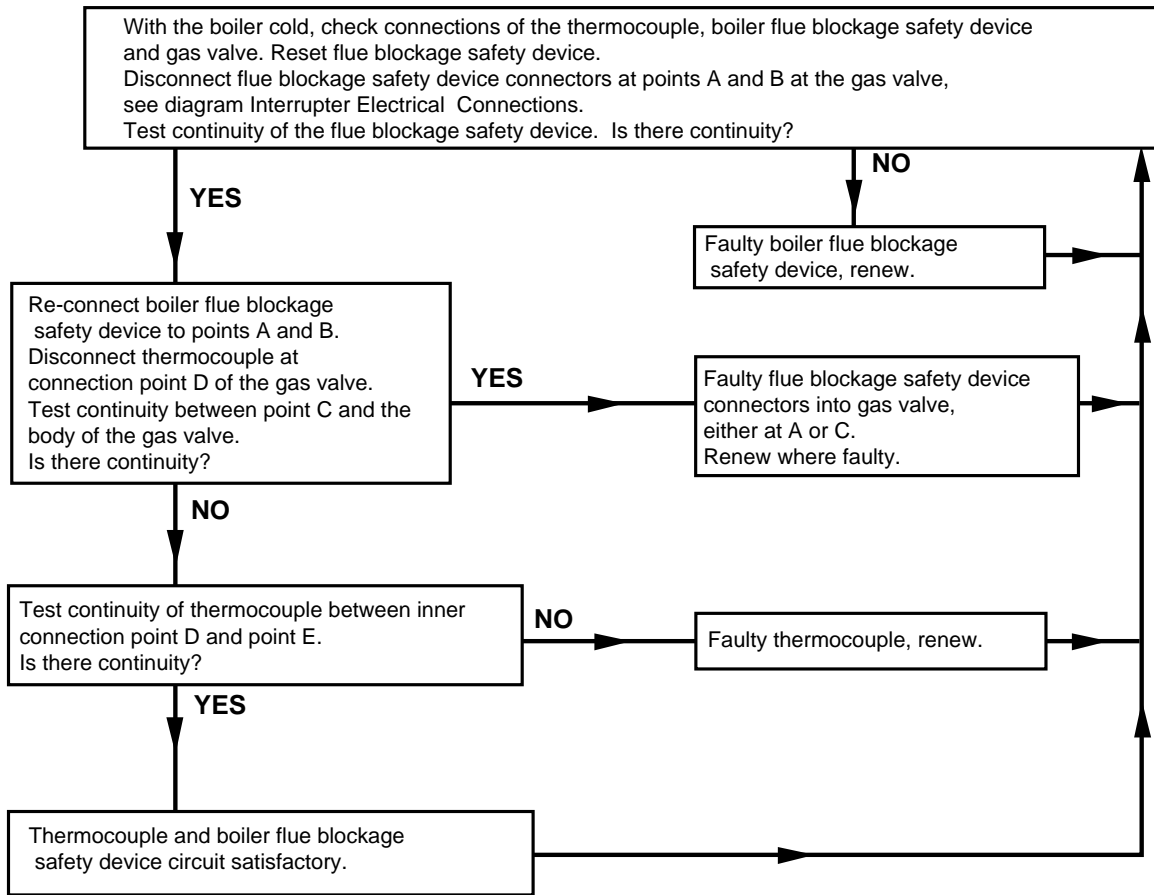 With the boiler cold, check connections of the thermocouple, boiler flue blockage safety device
and gas valve. Reset flue blockage safety device.
Disconnect flue blockage safety device connectors at points A and B at the gas valve,
see diagram Interrupter Electrical Connections.
Test continuity of the flue blockage safety device. Is there continuity?
YES
NO
Faulty boiler flue blockage
safety device, renew.
Re-connect boiler flue blockage
safety device to points A and B.
Disconnect thermocouple at
connection point D of the gas valve.
Test continuity between point C and the
body of the gas valve.
Is there continuity?
YES
Faulty flue blockage safety device
connectors into gas valve,
either at A or C.
Renew where faulty.
NO
Test continuity of thermocouple between inner
connection point D and point E.
Is there continuity?
NO
Faulty thermocouple, renew.
YES
Thermocouple and boiler flue blockage
safety device circuit satisfactory.